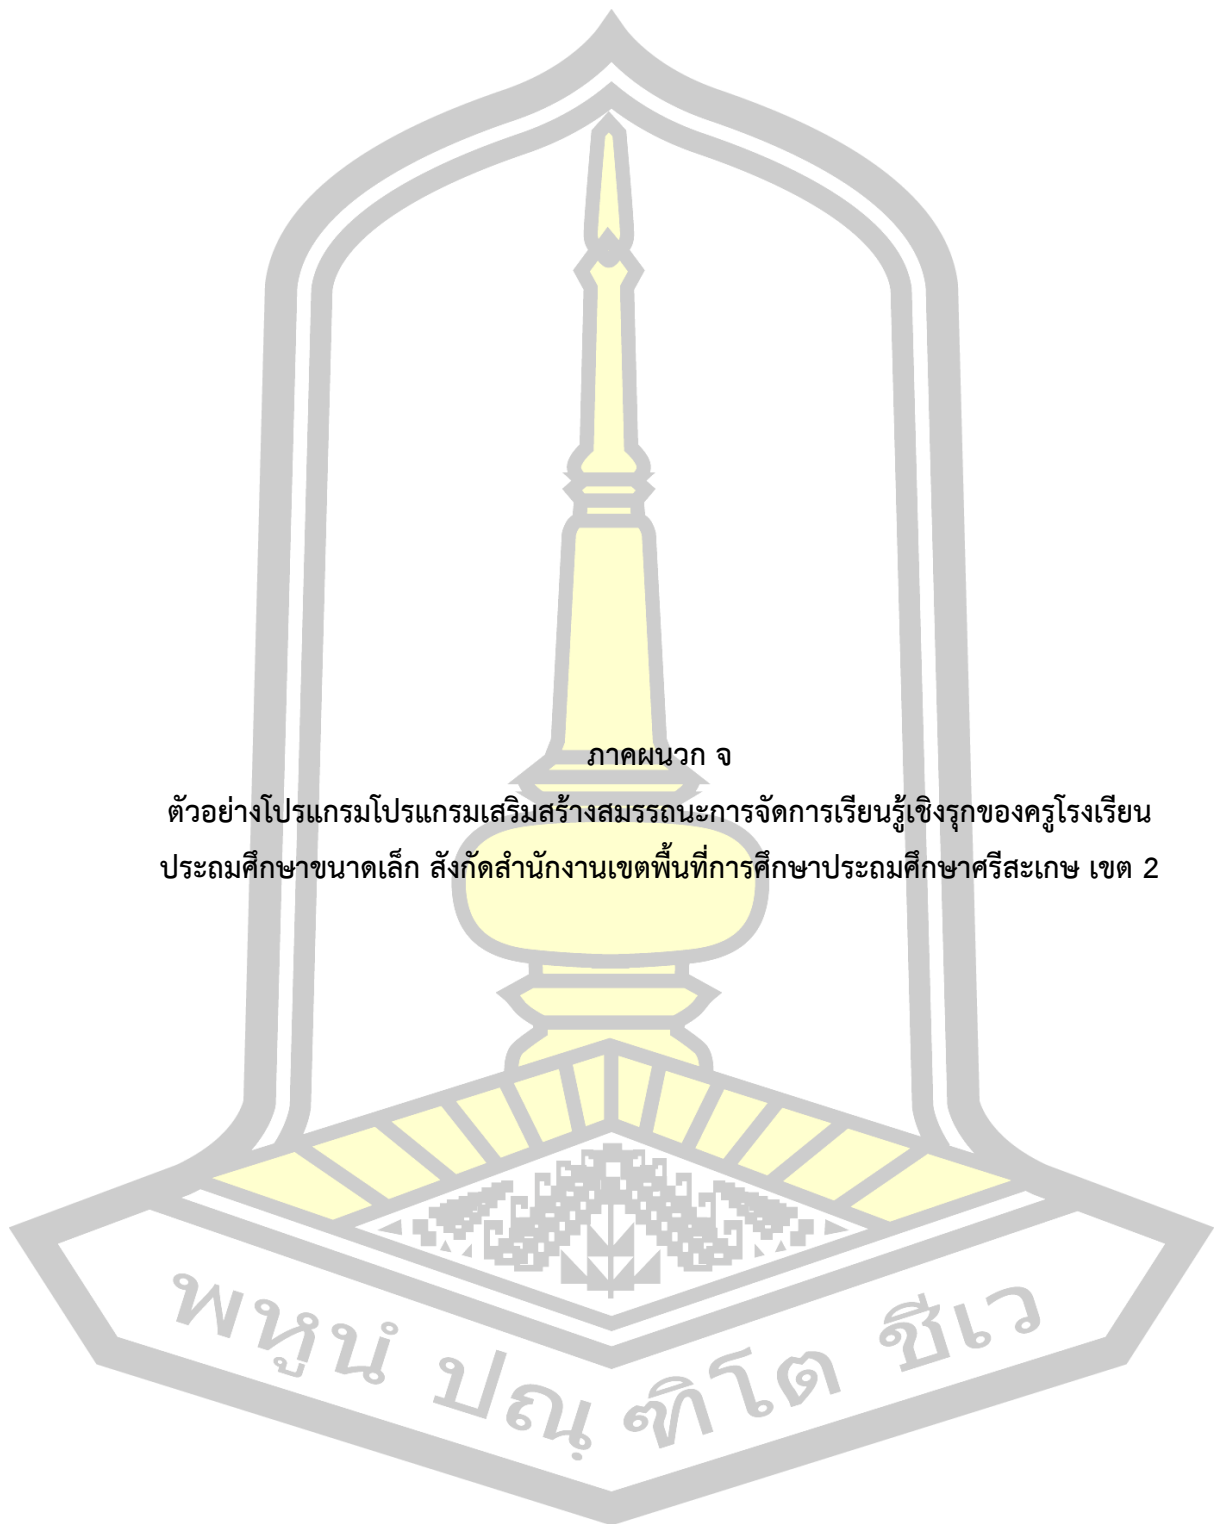 ภาคผนวก จ
ตัวอย่างโปรแกรมโปรแกรมเสริมสร้างสมรรถนะการจัดการเรียนรู้เชิงรุกของครูโรงเรียน
ประถมศึกษาขนาดเล็ก สังกัดสำนักงานเขตพื้นที่การศึกษาประถมศึกษาศรีสะเกษ เขต 2
พหูนํ ปณฺฑิโต ชีเว